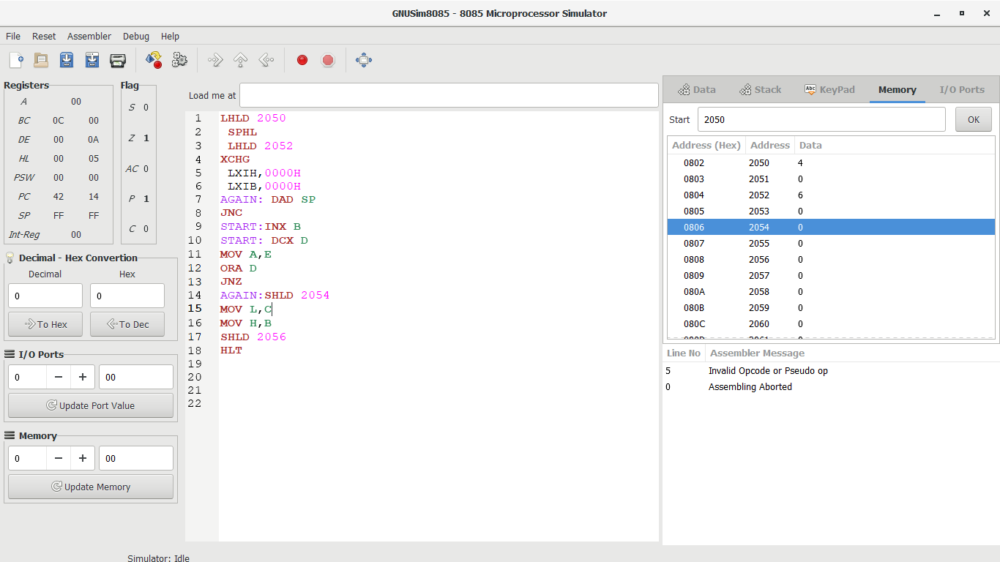 GNUSim8085 - 8085 Microprocessor Simulator
File Reset Assembler Debug Help
Registers
A 00
BC 0C 00
DE 00 0A
HL 00 05
PSW 00 00
PC 42 14
SP FF FF
Int-Reg 00
Flag
S 0
Z 1
AC 0
P 1
C 0
Decimal - Hex Convertion
Decimal Hex
0 0
To Hex To Dec
I/O Ports
0 − + 00
Update Port Value
Memory
0 − + 00
Update Memory
Load me at
1 LHLD 2050
2 SPHL
3 LHLD 2052
4 XCHG
5 LXIH,0000H
6 LXIB,0000H
7 AGAIN: DAD SP
8 JNC
9 START:INX B
10 START: DCX D
11 MOV A,E
12 ORA D
13 JNZ
14 AGAIN:SHLD 2054
15 MOV L,C
16 MOV H,B
17 SHLD 2056
18 HLT
19
20
21
22
Data Stack Abc KeyPad Memory I/O Ports
Start 2050 OK
Address (Hex) Address Data
0802 2050 4
0803 2051 0
0804 2052 6
0805 2053 0
0806 2054 0
0807 2055 0
0808 2056 0
0809 2057 0
080A 2058 0
080B 2059 0
080C 2060 0
080D 2061 0
Line No Assembler Message
5 Invalid Opcode or Pseudo op
0 Assembling Aborted
Simulator: Idle